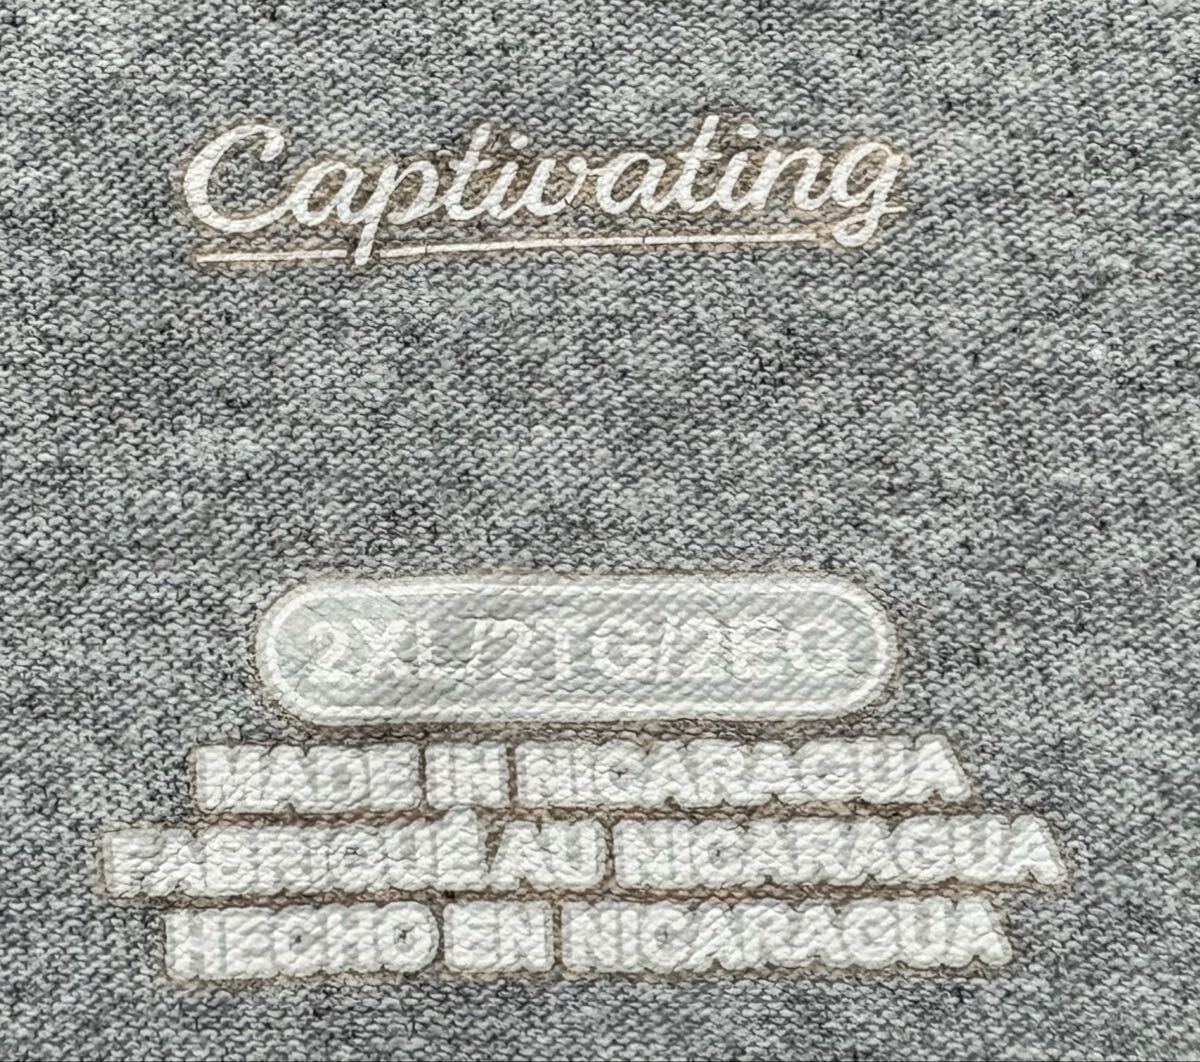 Captivating
2XL/2TG/2EG
MADE IN NICARAGUA
FABRIQUÉ AU NICARAGUA
HECHO EN NICARAGUA